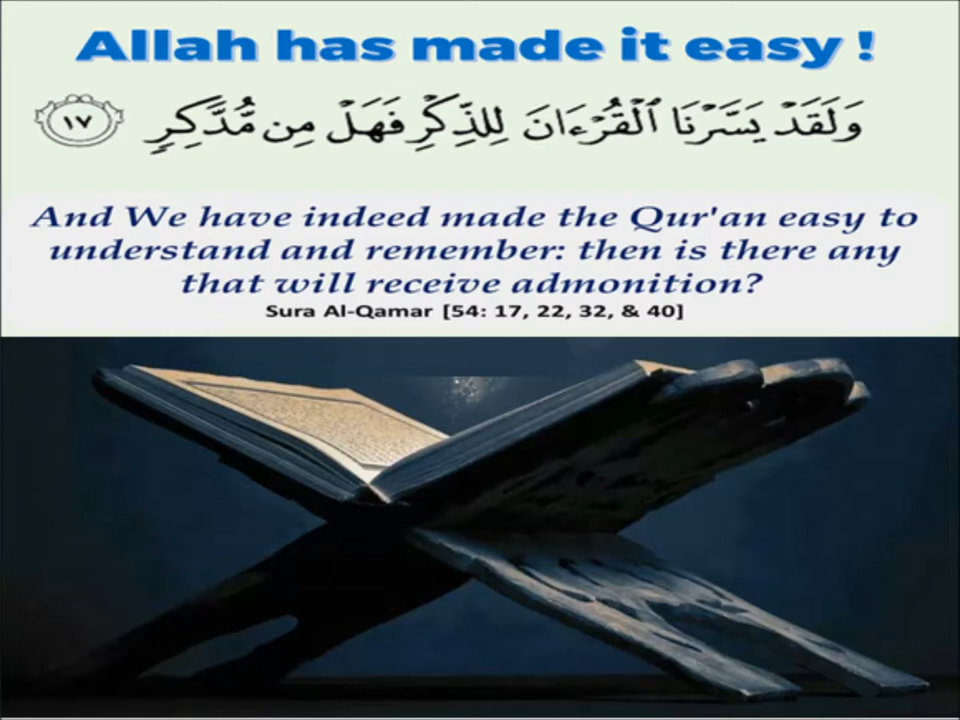 Allah has made it easy !
وَلَقَدْ يَسَّرْنَا ٱلْقُرْءَانَ لِلذِّكْرِ فَهَلْ مِن مُّدَّكِرٍ ١٧
And We have indeed made the Qur'an easy to
understand and remember: then is there any
that will receive admonition?
Sura Al-Qamar [54: 17, 22, 32, & 40]